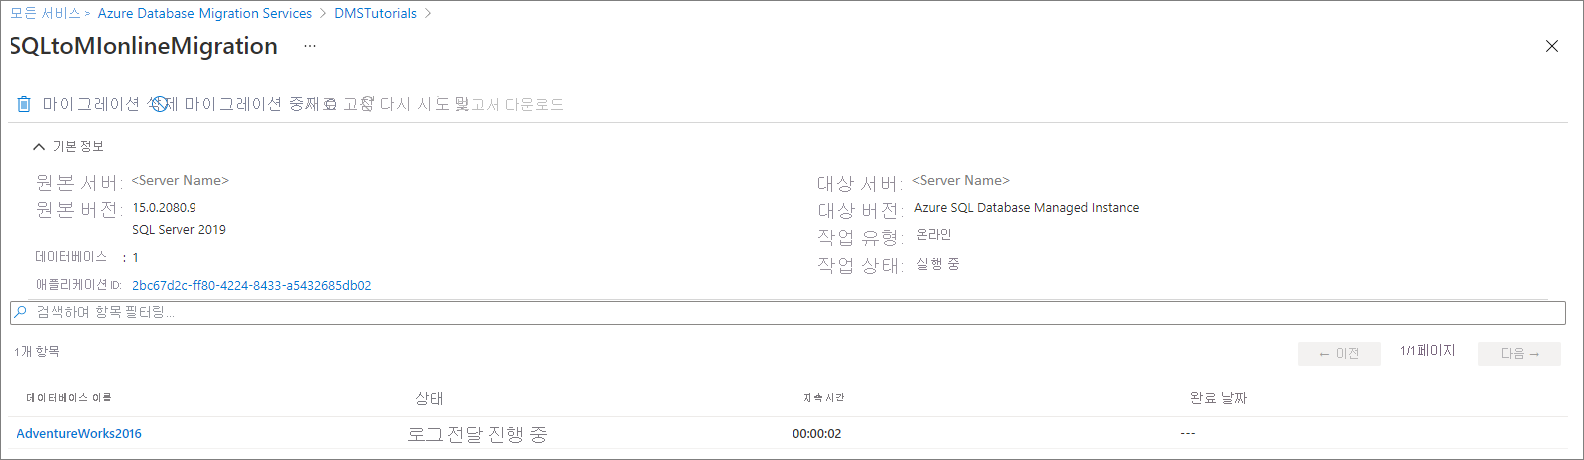 모든 서비스 > Azure Database Migration Services > DMSTutorials >
SQLtoMIonlineMigration ...
마이그레이션 삭제 마이그레이션 중지 고침 다시 시도 및 보고서 다운로드
기본 정보
원본 서버: <Server Name>
원본 버전: 15.0.2080.9
SQL Server 2019
데이터베이스 : 1
애플리케이션 ID: 2bc67d2c-ff80-4224-8433-a5432685db02
대상 서버: <Server Name>
대상 버전: Azure SQL Database Managed Instance
작업 유형: 온라인
작업 상태: 실행 중
검색하여 항목 필터링...
1개 항목
← 이전 1/1페이지 다음 →
데이터베이스 이름 상태 지속 시간 완료 날짜
AdventureWorks2016 로그 전달 진행 중 00:00:02 ---